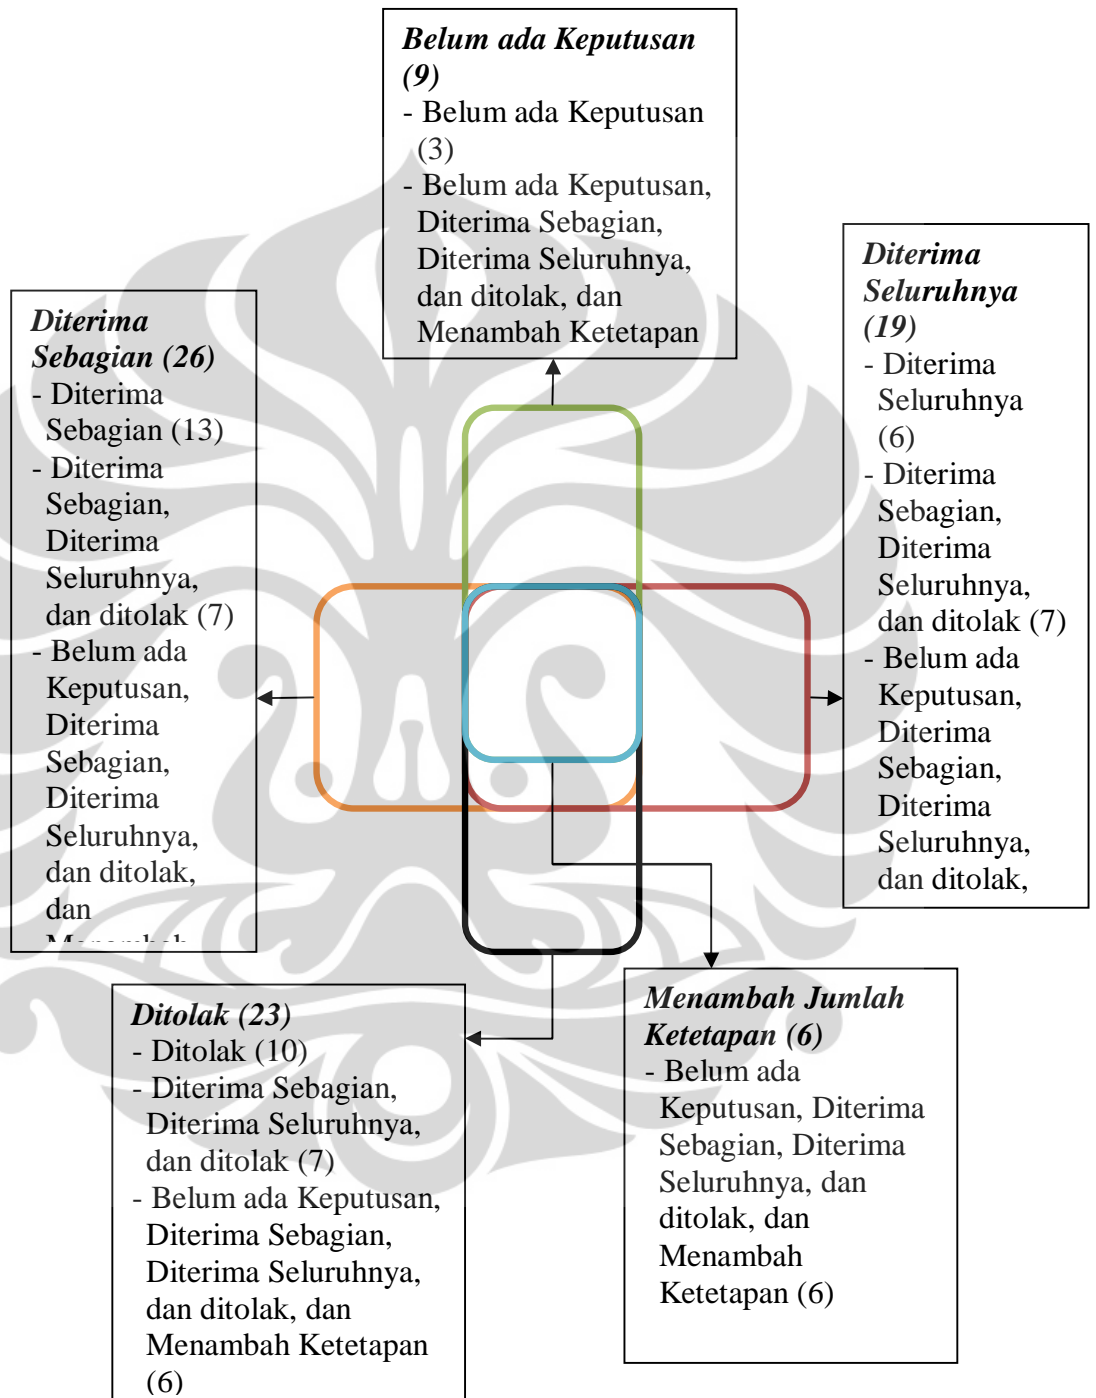 Belum ada Keputusan
(9)
- Belum ada Keputusan
(3)
- Belum ada Keputusan,
Diterima Sebagian,
Diterima Seluruhnya,
dan ditolak, dan
Menambah Ketetapan
Diterima
Seluruhnya
(19)
- Diterima
Seluruhnya
(6)
- Diterima
Sebagian,
Diterima
Seluruhnya,
dan ditolak (7)
- Belum ada
Keputusan,
Diterima
Sebagian,
Diterima
Seluruhnya,
dan ditolak,
Diterima
Sebagian (26)
- Diterima
Sebagian (13)
- Diterima
Sebagian,
Diterima
Seluruhnya,
dan ditolak (7)
- Belum ada
Keputusan,
Diterima
Sebagian,
Diterima
Seluruhnya,
dan ditolak,
dan
Menambah
Ditolak (23)
- Ditolak (10)
- Diterima Sebagian,
Diterima Seluruhnya,
dan ditolak (7)
- Belum ada Keputusan,
Diterima Sebagian,
Diterima Seluruhnya,
dan ditolak, dan
Menambah Ketetapan
(6)
Menambah Jumlah
Ketetapan (6)
- Belum ada
Keputusan, Diterima
Sebagian, Diterima
Seluruhnya, dan
ditolak, dan
Menambah
Ketetapan (6)